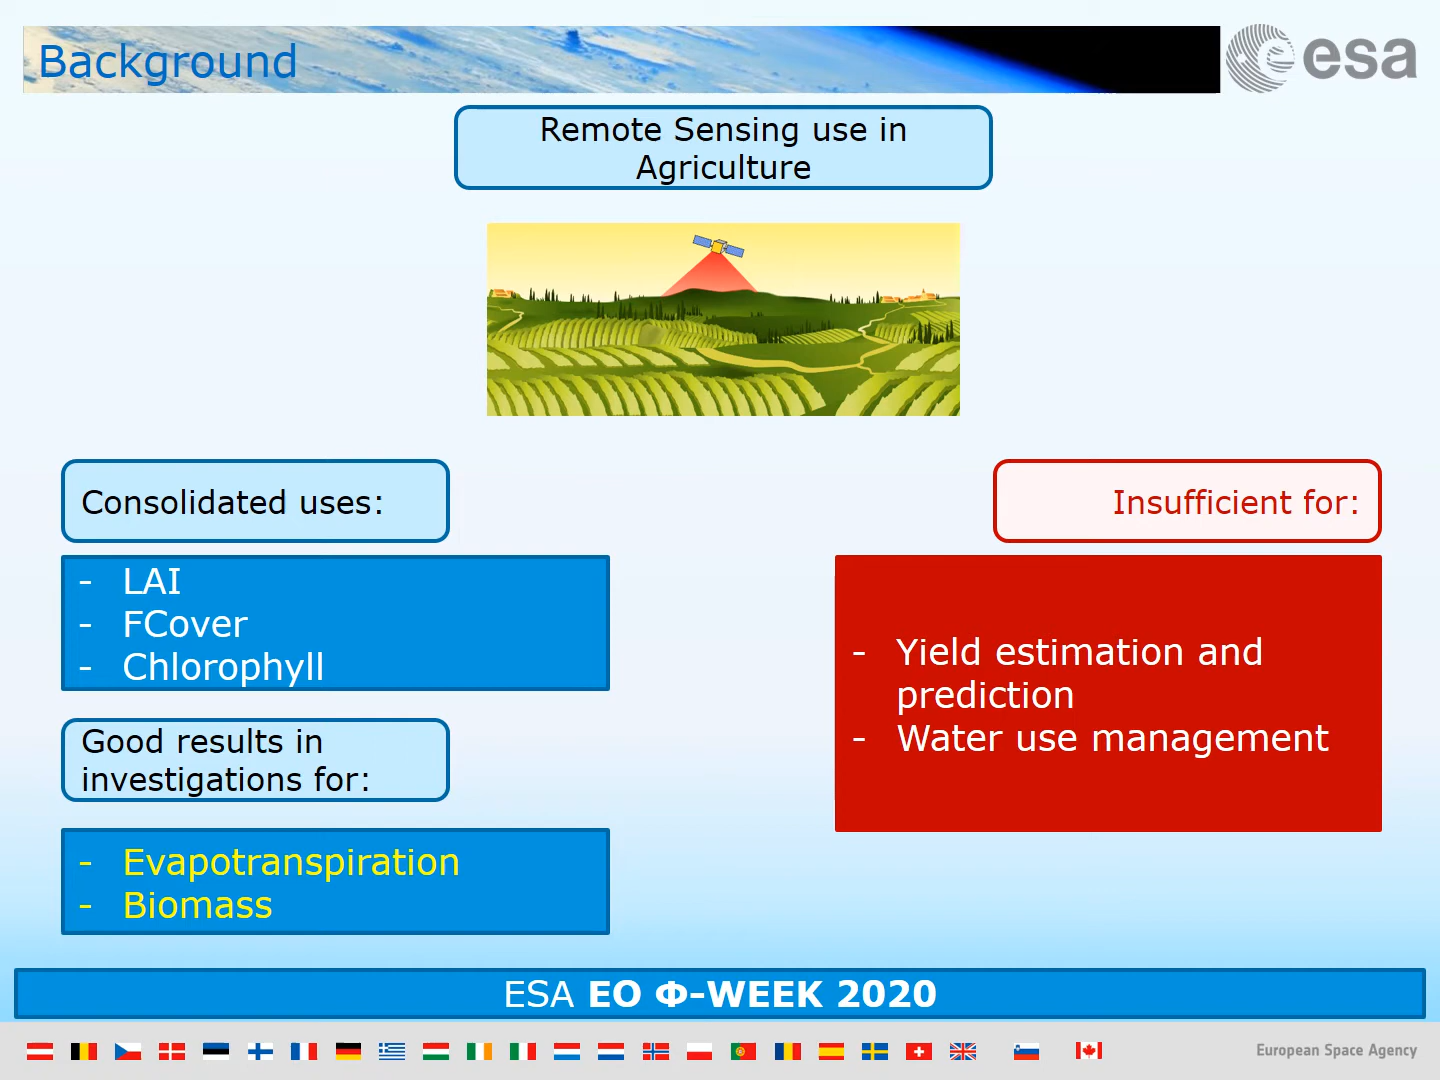 Background
esa
Remote Sensing use in
Agriculture
Consolidated uses:
- LAI
- FCover
- Chlorophyll
Good results in
investigations for:
- Evapotranspiration
- Biomass
Insufficient for:
- Yield estimation and
prediction
- Water use management
ESA EO Φ-WEEK 2020
European Space Agency